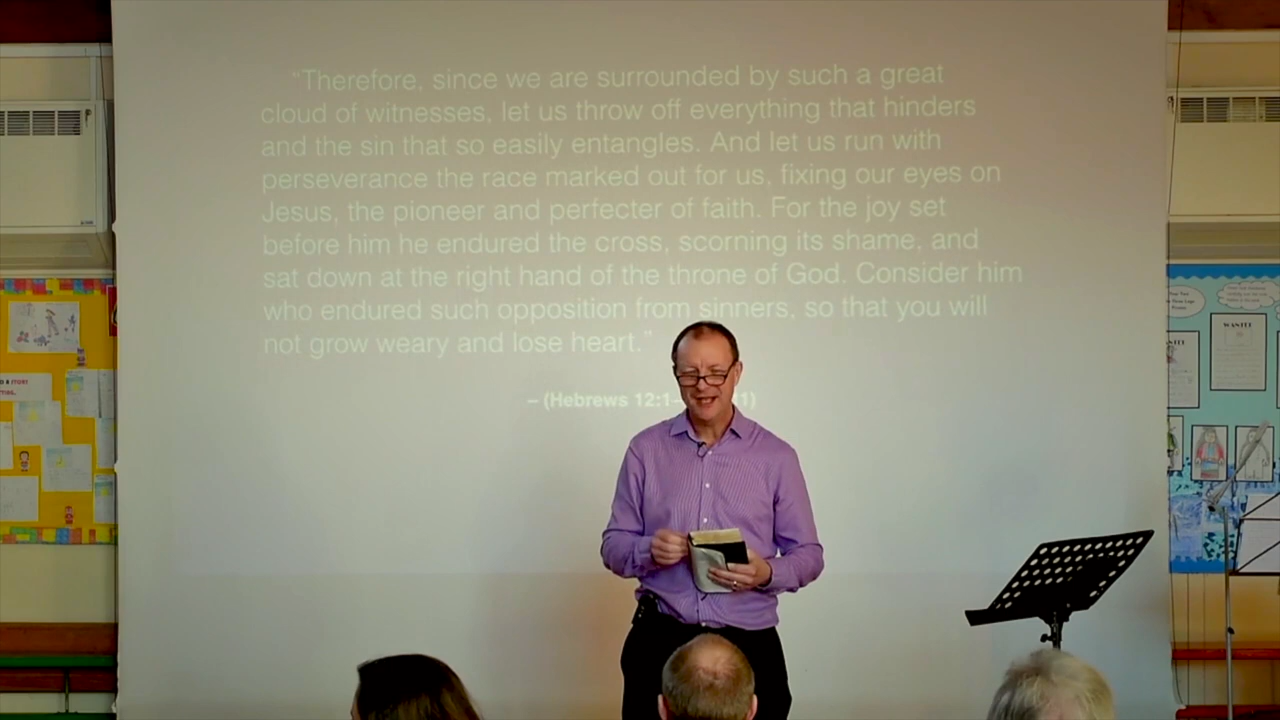 “Therefore, since we are surrounded by such a great
cloud of witnesses, let us throw off everything that hinders
and the sin that so easily entangles. And let us run with
perseverance the race marked out for us, fixing our eyes on
Jesus, the pioneer and perfecter of faith. For the joy set
before him he endured the cross, scorning its shame, and
sat down at the right hand of the throne of God. Consider him
who endured such opposition from sinners, so that you will
not grow weary and lose heart.”
– (Hebrews 12:1
WANTED